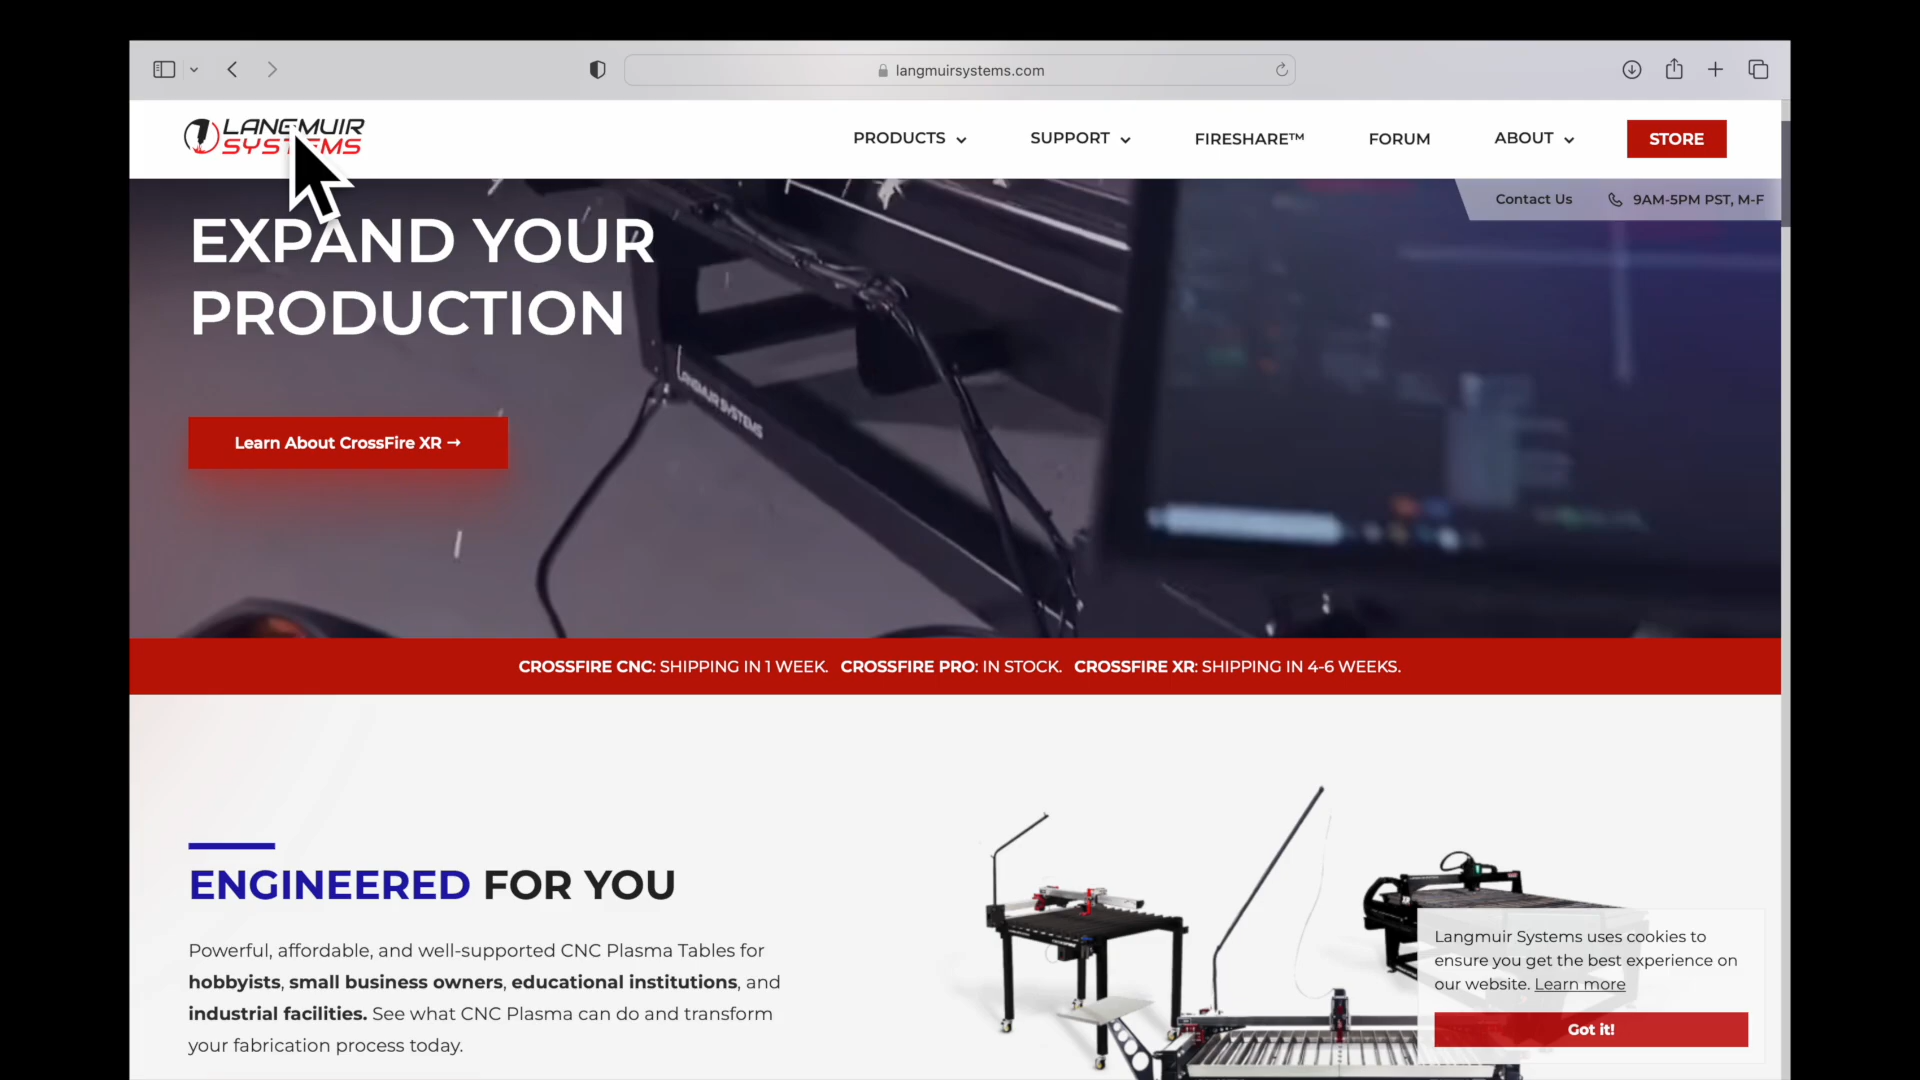 langmuirsystems.com
LANGMUIR
SYSTEMS
PRODUCTS
SUPPORT
FIRESHARE™
FORUM
ABOUT
STORE
Contact Us
9AM-5PM PST, M-F
EXPAND YOUR
PRODUCTION
LANGMUIR SYSTEMS
Learn About CrossFire XR →
CROSSFIRE CNC: SHIPPING IN 1 WEEK. CROSSFIRE PRO: IN STOCK. CROSSFIRE XR: SHIPPING IN 4-6 WEEKS.
ENGINEERED FOR YOU
Powerful, affordable, and well-supported CNC Plasma Tables for
hobbyists, small business owners, educational institutions, and
industrial facilities. See what CNC Plasma can do and transform
your fabrication process today.
Langmuir Systems uses cookies to
ensure you get the best experience on
our website. Learn more
Got it!